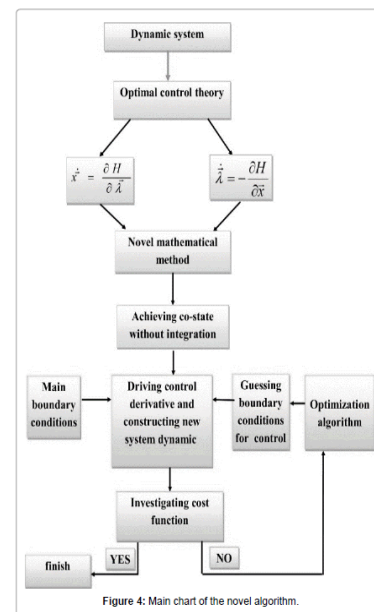 Dynamic system
Optimal control theory
ẋ⃗ = ∂H / ∂λ⃗
λ̇⃗ = −∂H / ∂x⃗
Novel mathematical
method
Achieving co-state
without integration
Main
boundary
conditions
Driving control
derivative and
constructing new
system dynamic
Guessing
boundary
conditions
for control
Optimization
algorithm
Investigating cost
function
finish
YES
NO
Figure 4: Main chart of the novel algorithm.